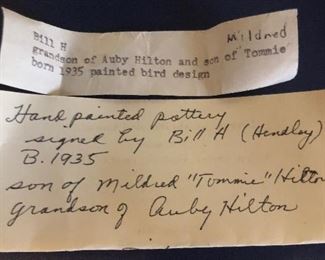 Bill H Mildred
grandson of Auby Hilton and son of 'Tommie'
born 1935 painted bird design
Hand painted pottery
signed by Bill H (Hendley)
B. 1935
son of Mildred "Tommie" Hilton
grandson of Auby Hilton